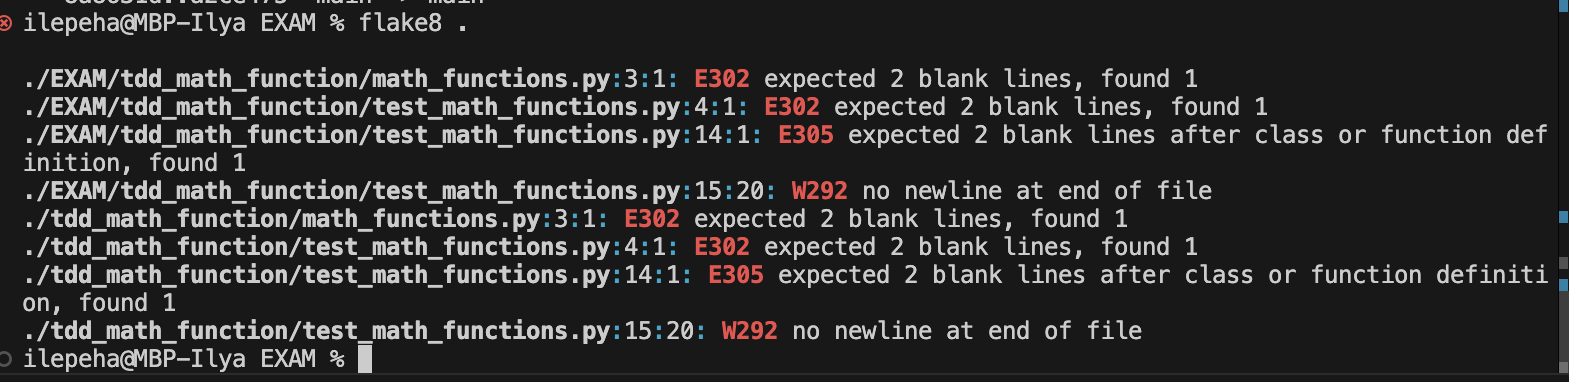 ilepeha@MBP-Ilya EXAM % flake8 .
./EXAM/tdd_math_function/math_functions.py:3:1: E302 expected 2 blank lines, found 1
./EXAM/tdd_math_function/test_math_functions.py:4:1: E302 expected 2 blank lines, found 1
./EXAM/tdd_math_function/test_math_functions.py:14:1: E305 expected 2 blank lines after class or function def
inition, found 1
./EXAM/tdd_math_function/test_math_functions.py:15:20: W292 no newline at end of file
./tdd_math_function/math_functions.py:3:1: E302 expected 2 blank lines, found 1
./tdd_math_function/test_math_functions.py:4:1: E302 expected 2 blank lines, found 1
./tdd_math_function/test_math_functions.py:14:1: E305 expected 2 blank lines after class or function definiti
on, found 1
./tdd_math_function/test_math_functions.py:15:20: W292 no newline at end of file
ilepeha@MBP-Ilya EXAM %